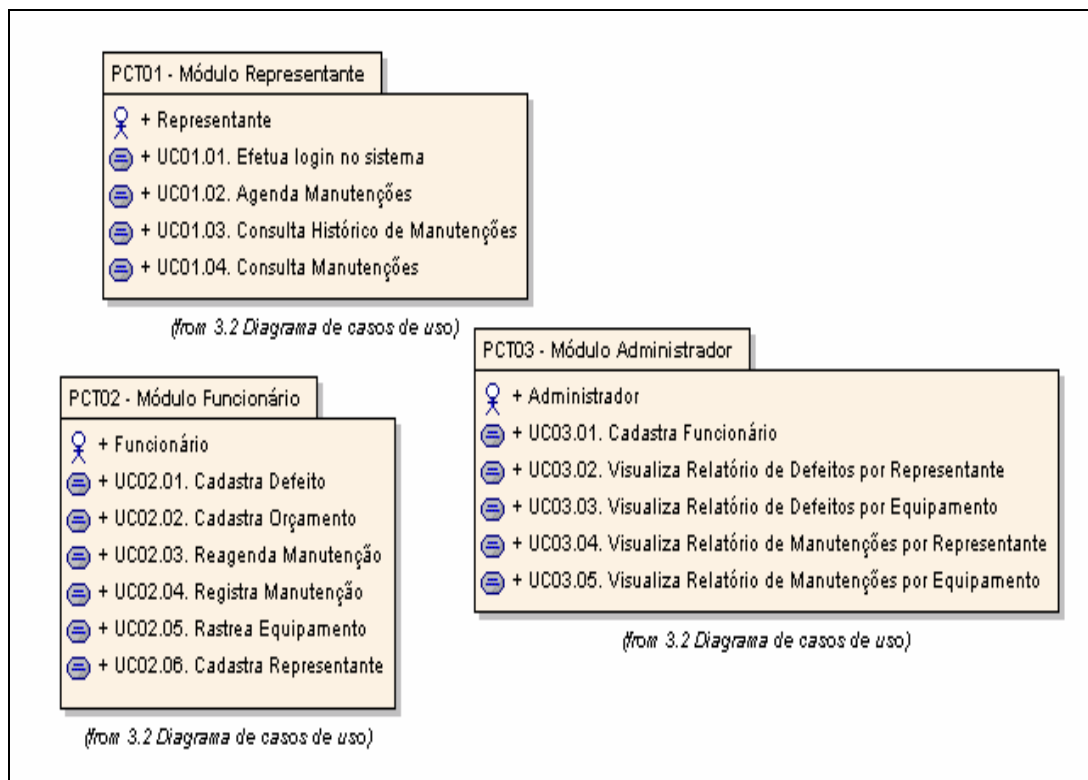 PCT01 - Módulo Representante
+ Representante
+ UC01.01. Efetua login no sistema
+ UC01.02. Agenda Manutenções
+ UC01.03. Consulta Histórico de Manutenções
+ UC01.04. Consulta Manutenções
(from 3.2 Diagrama de casos de uso)
PCT02 - Módulo Funcionário
+ Funcionário
+ UC02.01. Cadastra Defeito
+ UC02.02. Cadastra Orçamento
+ UC02.03. Reagenda Manutenção
+ UC02.04. Registra Manutenção
+ UC02.05. Rastrea Equipamento
+ UC02.06. Cadastra Representante
(from 3.2 Diagrama de casos de uso)
PCT03 - Módulo Administrador
+ Administrador
+ UC03.01. Cadastra Funcionário
+ UC03.02. Visualiza Relatório de Defeitos por Representante
+ UC03.03. Visualiza Relatório de Defeitos por Equipamento
+ UC03.04. Visualiza Relatório de Manutenções por Representante
+ UC03.05. Visualiza Relatório de Manutenções por Equipamento
(from 3.2 Diagrama de casos de uso)